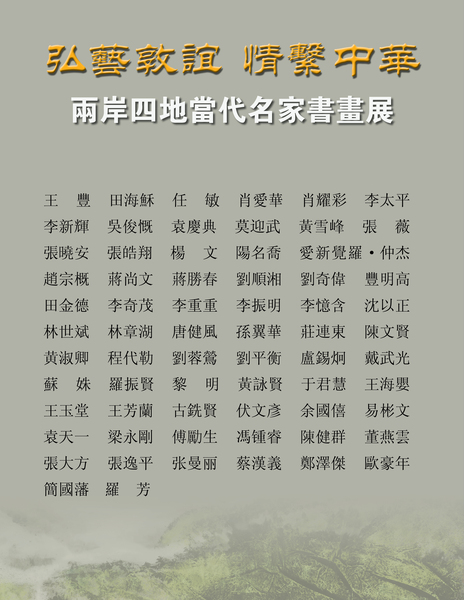 弘藝敦誼 情繫中華
兩岸四地當代名家書畫展
王　豐 田海穌 任　敏 肖愛華 肖耀彩 李太平
李新輝 吳俊慨 袁慶典 莫迎武 黃雪峰 張　薇
張曉安 張皓翔 楊　文 陽名喬 愛新覺羅·仲杰
趙宗概 蔣尚文 蔣勝春 劉順湘 劉奇偉 豐明高
田金德 李奇茂 李重重 李振明 李憶含 沈以正
林世斌 林章湖 唐健風 孫翼華 莊連東 陳文賢
黃淑卿 程代勒 劉蓉鶯 劉平衡 盧錫炯 戴武光
蘇　姝 羅振賢 黎　明 黃詠賢 于君慧 王海嬰
王玉堂 王芳蘭 古銑賢 伏文彥 余國僖 易彬文
袁天一 梁永剛 傅勵生 馮锺睿 陳健群 董燕雲
張大方 張逸平 张曼丽 蔡漢義 鄭澤傑 歐豪年
簡國藩 羅　芳